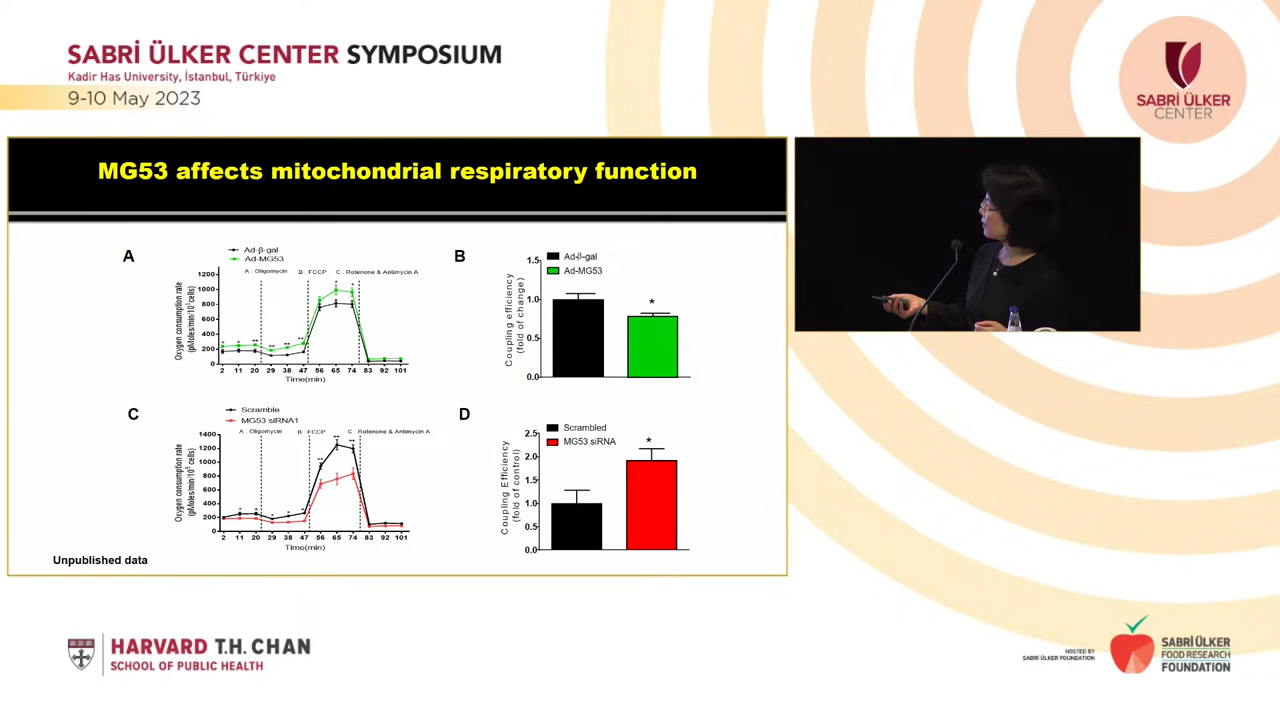 SABRİ ÜLKER CENTER SYMPOSIUM
Kadir Has University, İstanbul, Türkiye
9-10 May 2023
SABRİ ÜLKER
CENTER
MG53 affects mitochondrial respiratory function
A
Ad-β-gal
Ad-MG53
A : Oligomycin
B : FCCP
C : Rotenone & Antimycin A
Oxygen consumption rate
(pMoles/min/10⁵cells)
1200
1000
800
600
400
200
0
2 11 20 29 38 47 56 65 74 83 92 101
Time(min)
B
Ad-β-gal
Ad-MG53
Coupling efficiency
(fold of change)
1.5
1.0
0.5
0.0
*
C
Scramble
MG53 siRNA1
A : Oligomycin
B : FCCP
C : Rotenone & Antimycin A
Oxygen consumption rate
(pMoles/min/10⁵ cells)
1400
1200
1000
800
600
400
200
0
2 11 20 29 38 47 56 65 74 83 92 101
Time(min)
D
Scrambled
MG53 siRNA
Coupling Efficiency
(fold of control)
2.5
2.0
1.5
1.0
0.5
0.0
*
Unpublished data
HARVARD T.H. CHAN
SCHOOL OF PUBLIC HEALTH
HOSTED BY
SABRİ ÜLKER FOUNDATION
SABRİ ÜLKER
FOOD RESEARCH
FOUNDATION